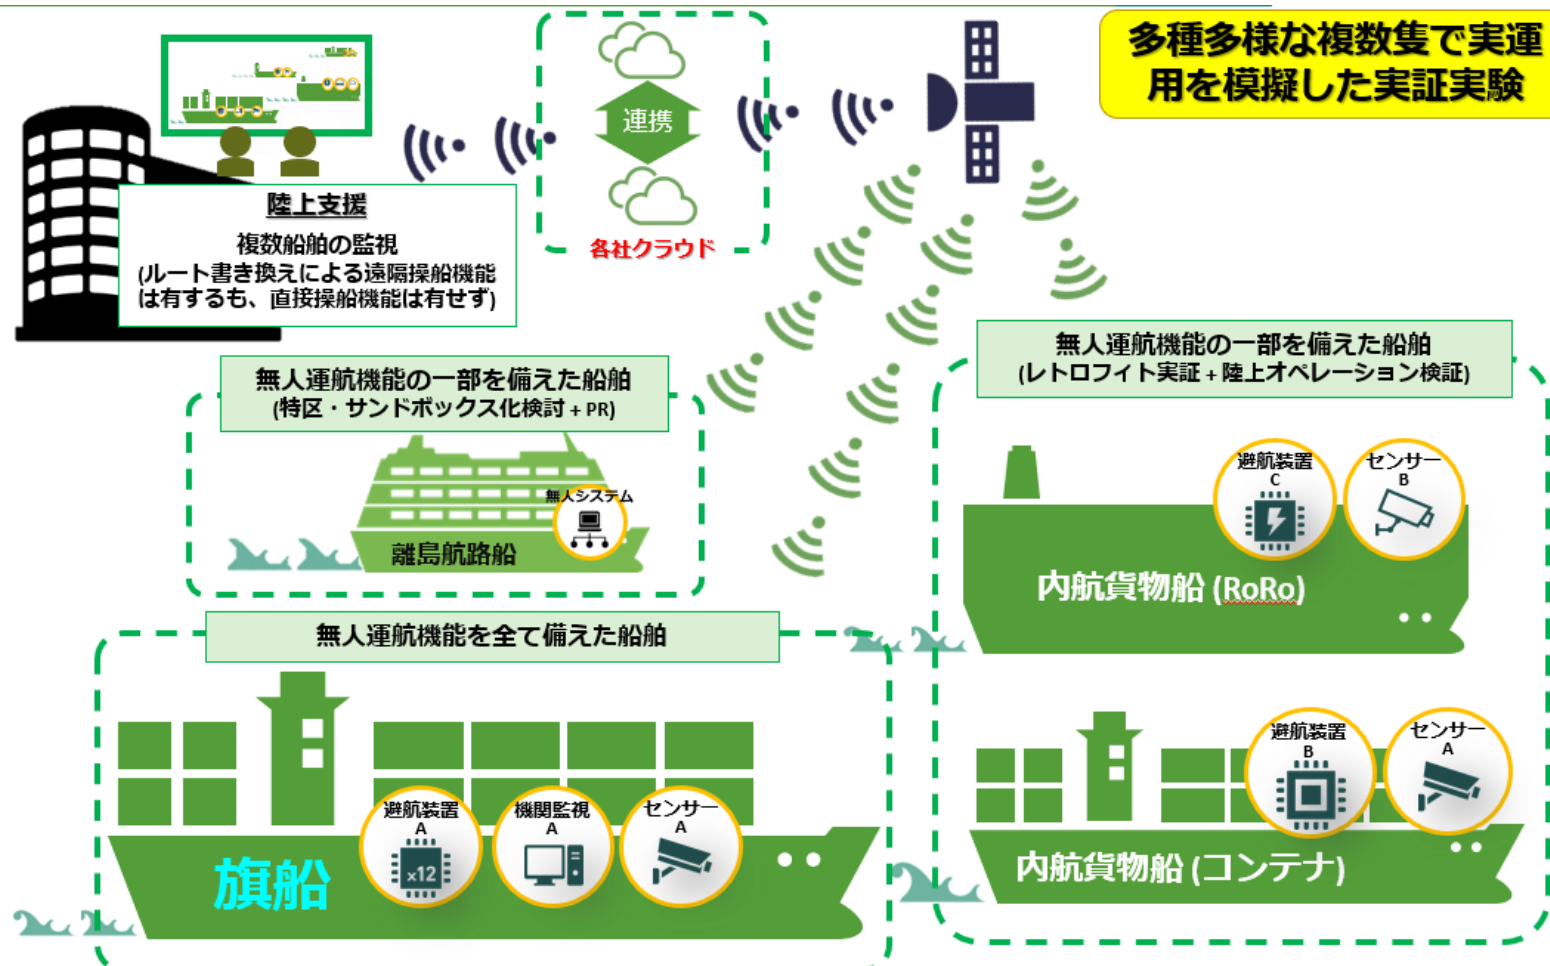 多種多様な複数隻で実運
用を模擬した実証実験
連携
各社クラウド
陸上支援
複数船舶の監視
(ルート書き換えによる遠隔操船機能
は有するも、直接操船機能は有せず)
無人運航機能の一部を備えた船舶
(特区・サンドボックス化検討 + PR)
無人システム
離島航路船
無人運航機能の一部を備えた船舶
(レトロフィト実証 + 陸上オペレーション検証)
避航装置
C
センサー
B
内航貨物船 (RoRo)
無人運航機能を全て備えた船舶
避航装置
A
x12
機関監視
A
センサー
A
旗船
避航装置
B
センサー
A
内航貨物船 (コンテナ)